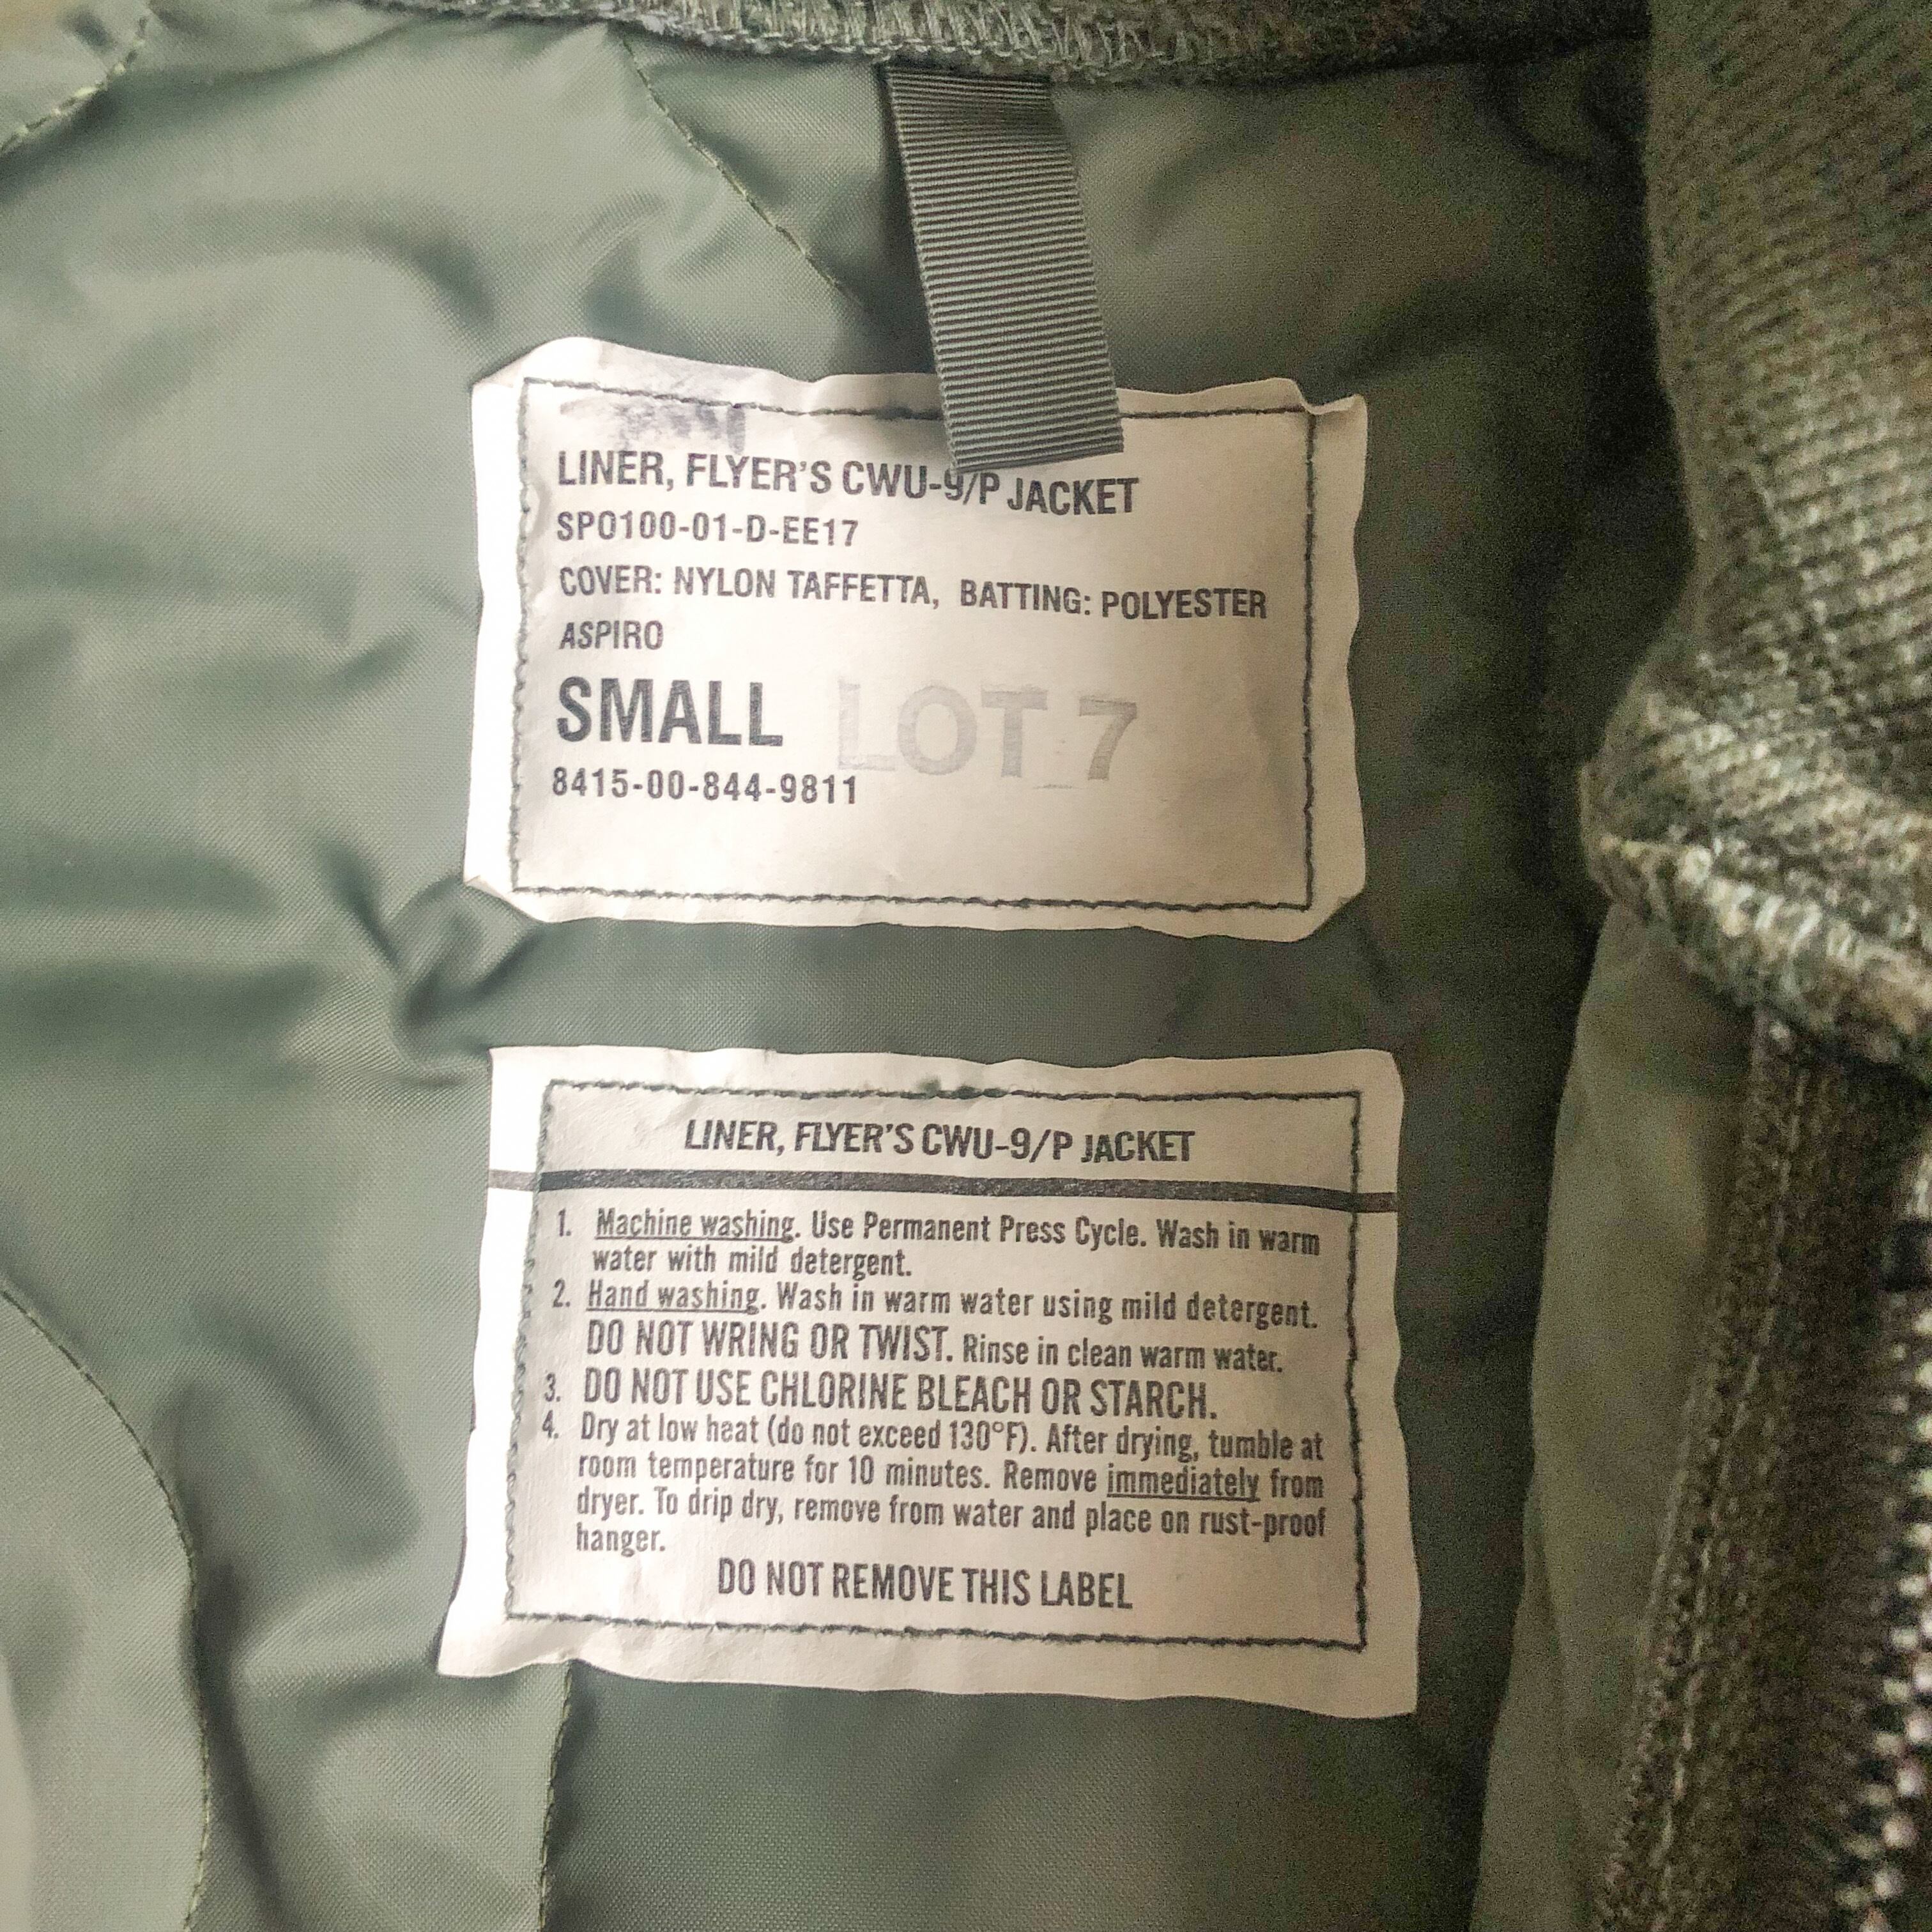 LINER, FLYER'S CWU-9/P JACKET
SPO100-01-D-EE17
COVER: NYLON TAFFETTA, BATTING: POLYESTER
ASPIRO
SMALL LOT 7
8415-00-844-9811
LINER, FLYER'S CWU-9/P JACKET
1. Machine washing. Use Permanent Press Cycle. Wash in warm
water with mild detergent.
2. Hand washing. Wash in warm water using mild detergent.
DO NOT WRING OR TWIST. Rinse in clean warm water.
3. DO NOT USE CHLORINE BLEACH OR STARCH.
4. Dry at low heat (do not exceed 130°F). After drying, tumble at
room temperature for 10 minutes. Remove immediately from
dryer. To drip dry, remove from water and place on rust-proof
hanger.
DO NOT REMOVE THIS LABEL